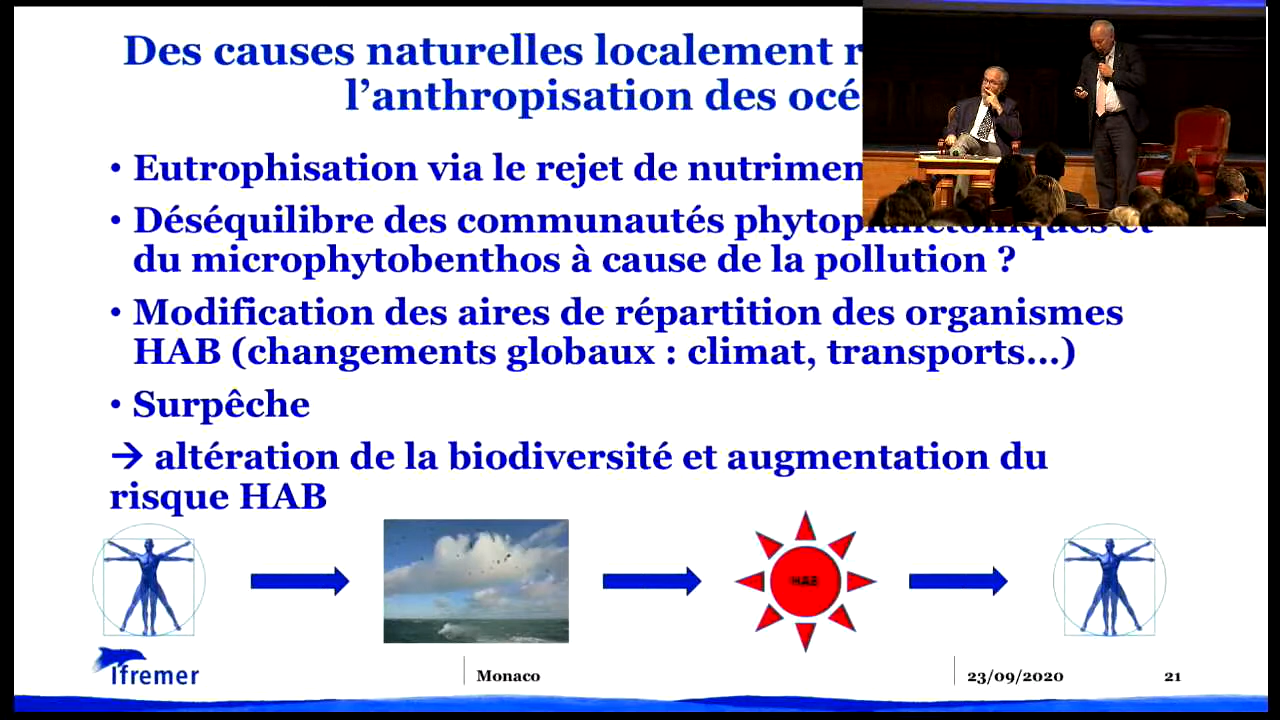 Des causes naturelles localement
l’anthropisation des
• Eutrophisation via le rejet de
• Déséquilibre des communautés phytoplanctoniques et
du microphytobenthos à cause de la pollution ?
• Modification des aires de répartition des organismes
HAB (changements globaux : climat, transports...)
• Surpêche
→ altération de la biodiversité et augmentation du
risque HAB
HAB
Ifremer
Monaco
23/09/2020
21